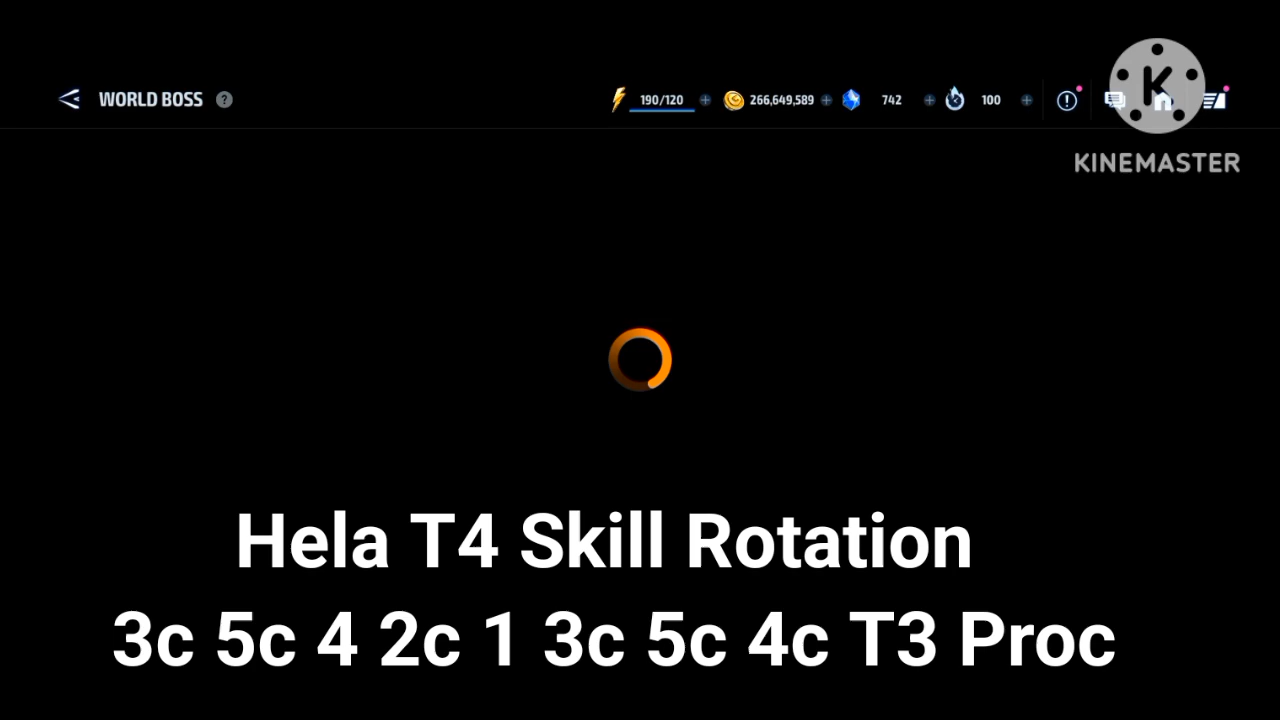 WORLD BOSS ?
190/120 266,649,589 742 100
K
KINEMASTER
Hela T4 Skill Rotation
3c 5c 4 2c 1 3c 5c 4c T3 Proc